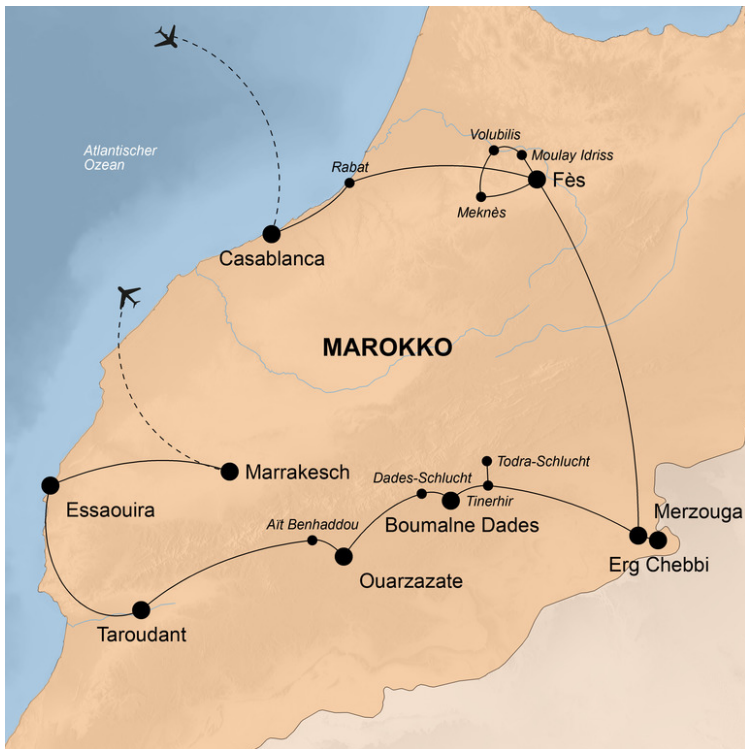 Atlantischer
Ozean
Volubilis
Moulay Idriss
Rabat
Fès
Meknès
Casablanca
MAROKKO
Marrakesch
Todra-Schlucht
Dades-Schlucht
Tinerhir
Essaouira
Merzouga
Aït Benhaddou
Boumalne Dades
Erg Chebbi
Ouarzazate
Taroudant